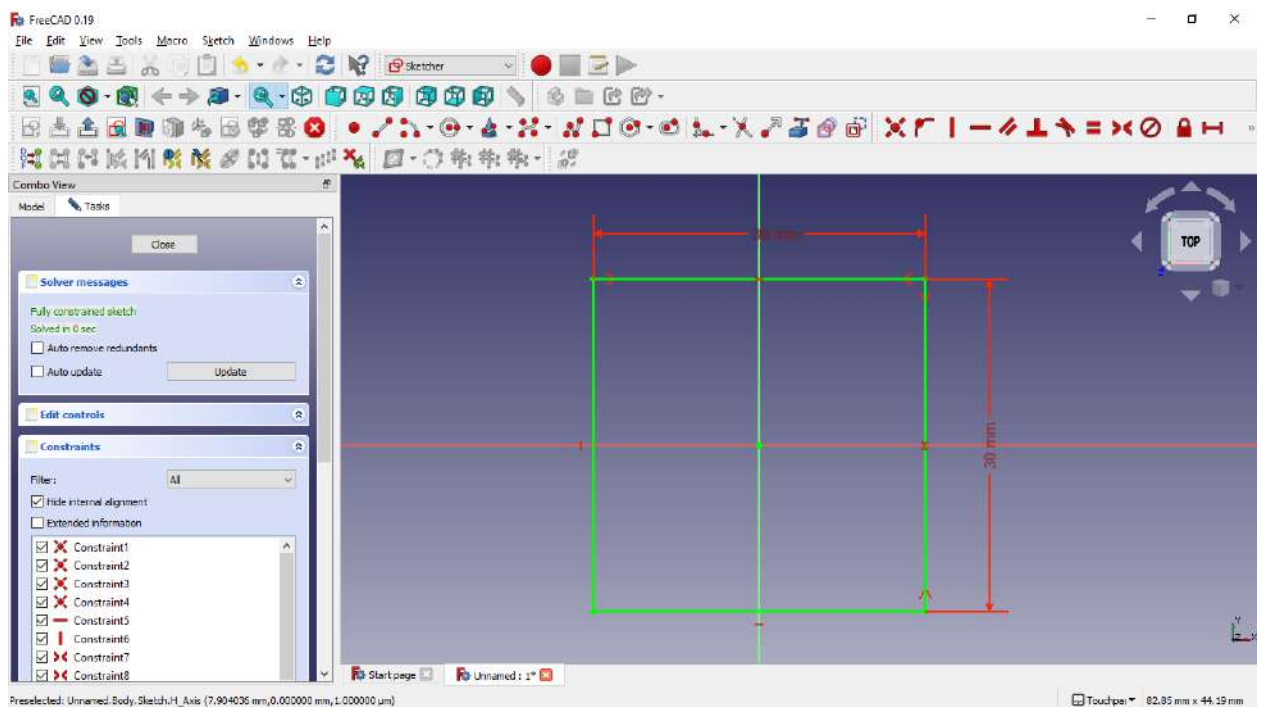 FreeCAD 0.19
File Edit View Tools Macro Sketch Windows Help
Sketcher
Combo View
Model Tasks
Close
Solver messages
Fully constrained sketch
Solved in 0 sec
Auto remove redundants
Auto update Update
Edit controls
Constraints
Filter: All
Hide internal alignment
Extended information
Constraint1
Constraint2
Constraint3
Constraint4
Constraint5
Constraint6
Constraint7
Constraint8
mm
30 mm
TOP
Y
Z X
Start page Unnamed : 1*
Preselected: Unnamed.Body.Sketch.H_Axis (7.904036 mm,0.000000 mm,1.000000 µm) 82.85 mm x 44.19 mm